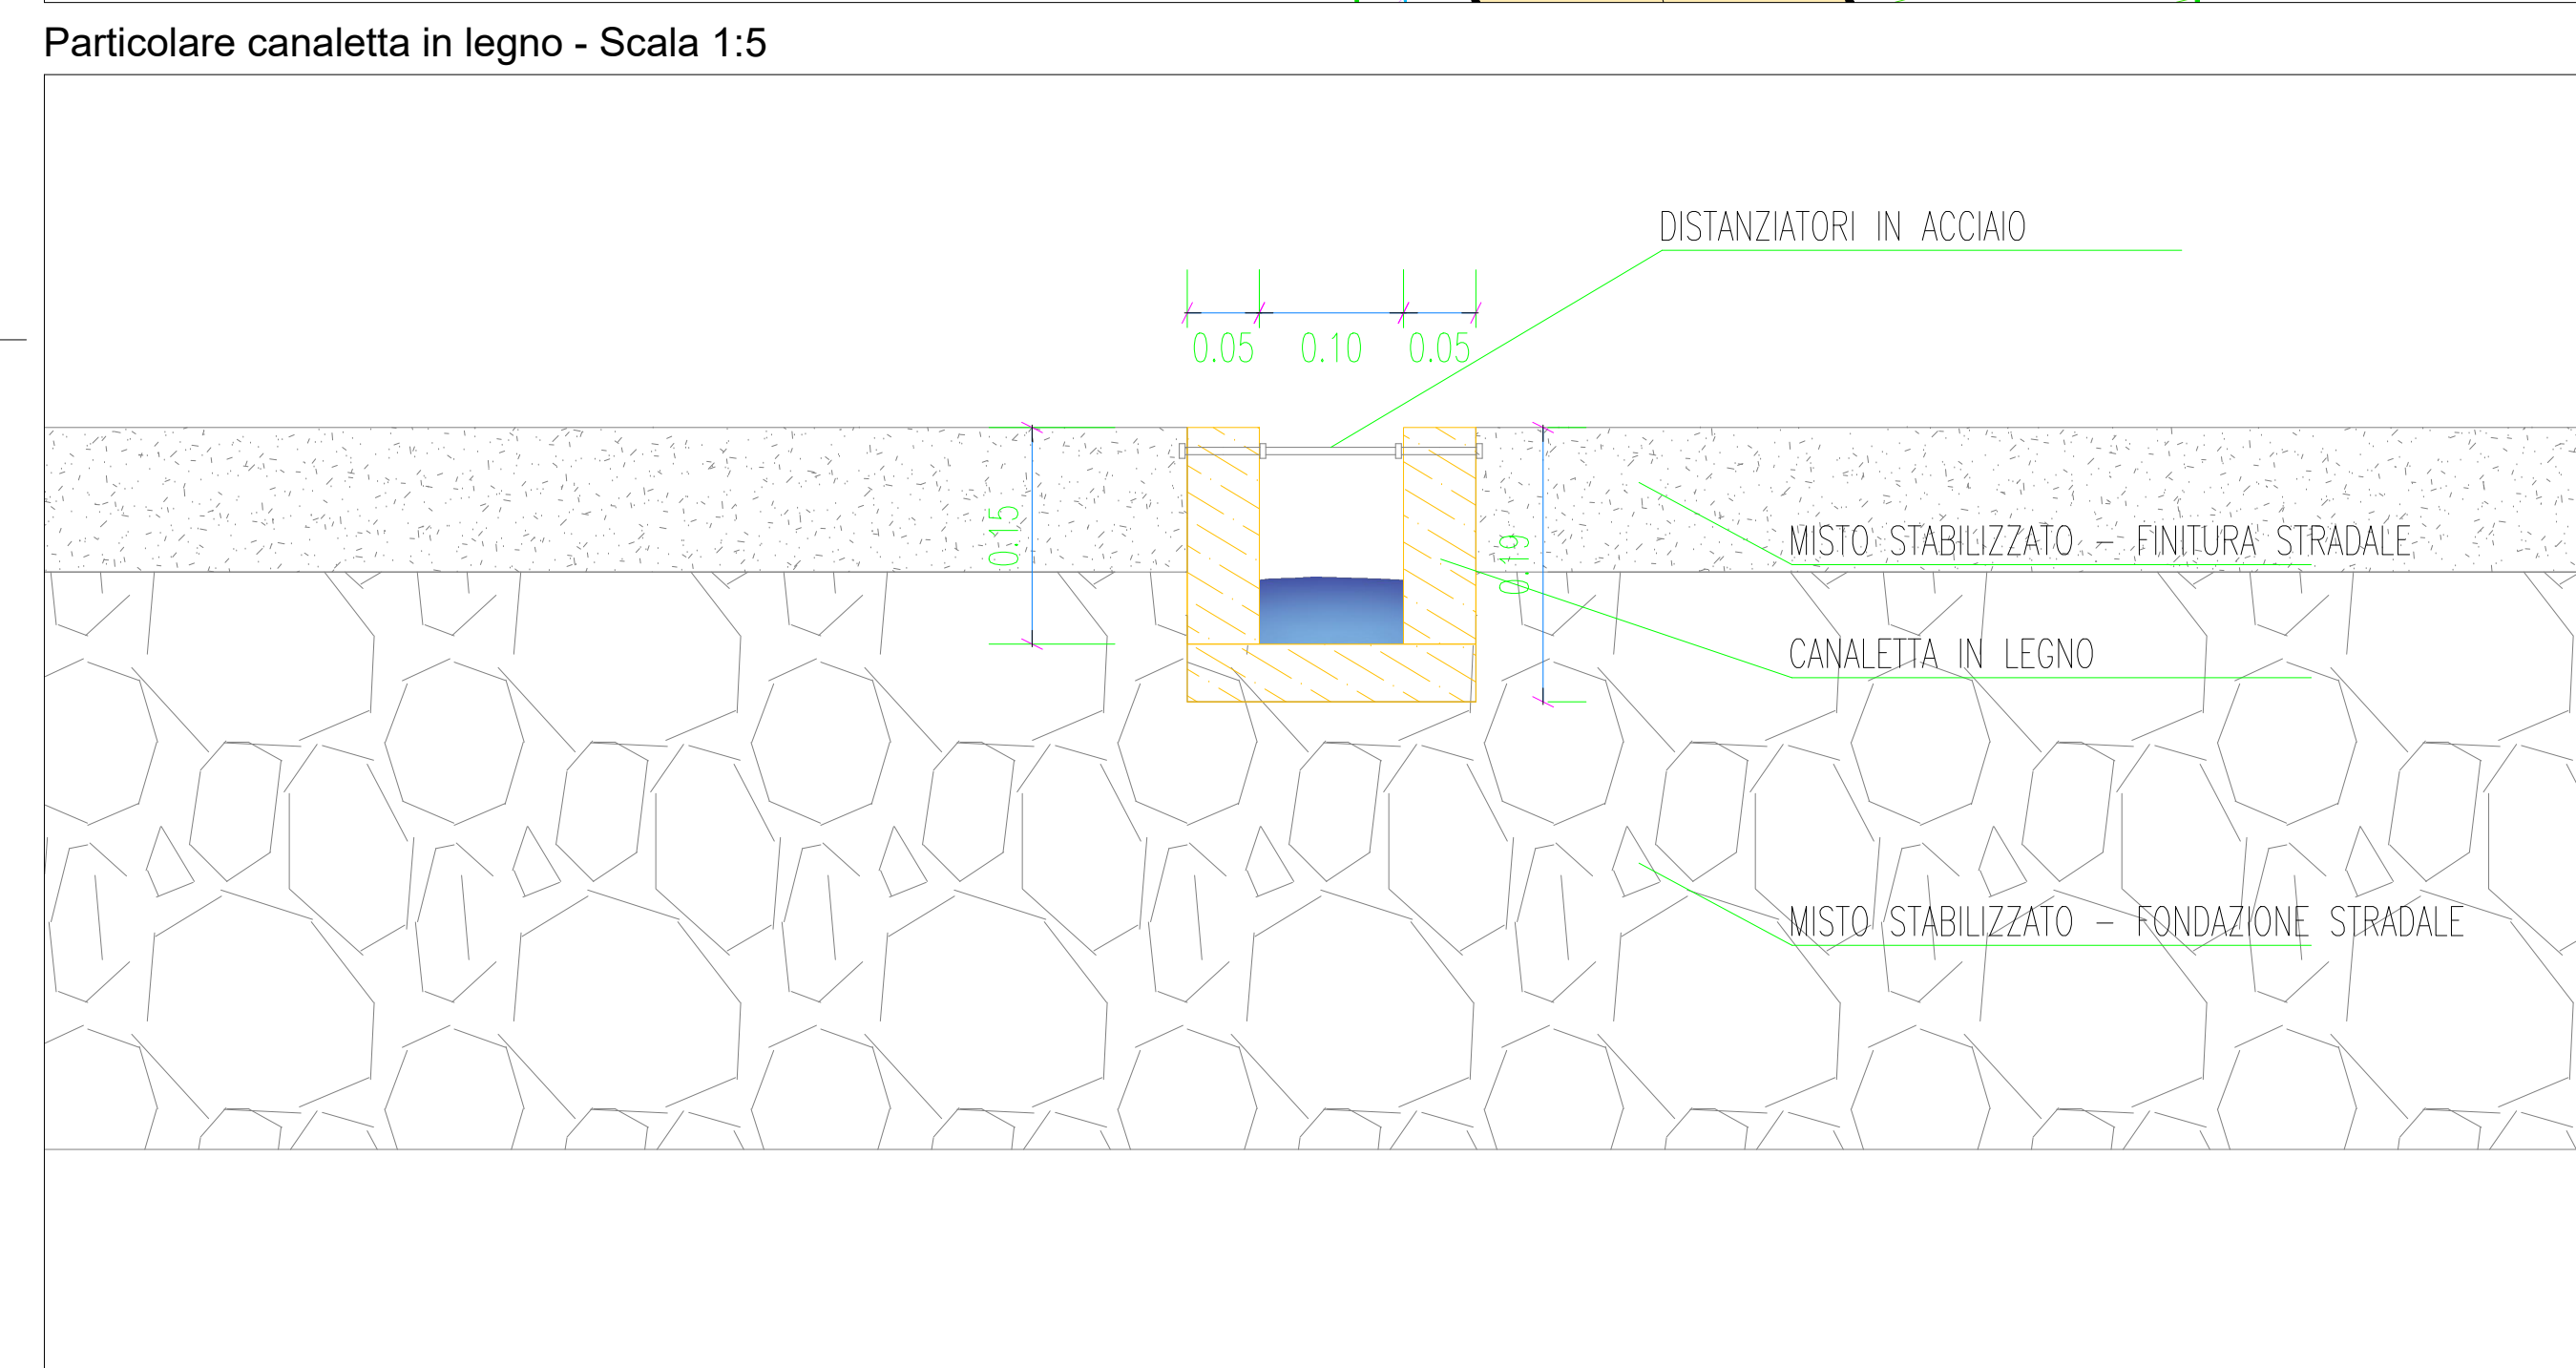 Particolare canaletta in legno - Scala 1:5
DISTANZIATORI IN ACCIAIO
0.05 0.10 0.05
0.15
0.19
MISTO STABILIZZATO - FINITURA STRADALE
CANALETTA IN LEGNO
MISTO STABILIZZATO - FONDAZIONE STRADALE